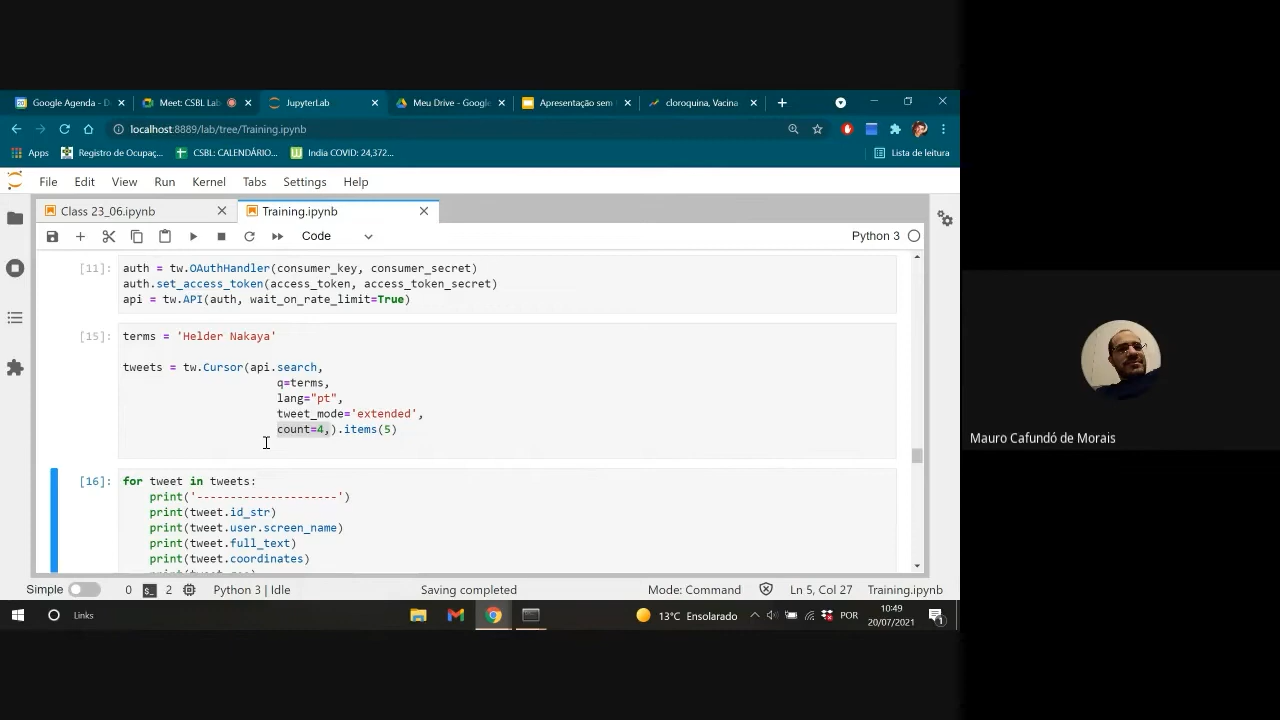 Google Agenda - D
Meet: CSBL Lab
JupyterLab
Meu Drive - Google
Apresentação sem
cloroquina, Vacina
localhost:8889/lab/tree/Training.ipynb
Apps
Registro de Ocupaç...
CSBL: CALENDÁRIO...
India COVID: 24,372...
Lista de leitura
File Edit View Run Kernel Tabs Settings Help
Class 23_06.ipynb
Training.ipynb
Code
Python 3
[11]:
auth = tw.OAuthHandler(consumer_key, consumer_secret)
auth.set_access_token(access_token, access_token_secret)
api = tw.API(auth, wait_on_rate_limit=True)
[15]:
terms = 'Helder Nakaya'
tweets = tw.Cursor(api.search,
q=terms,
lang="pt",
tweet_mode='extended',
count=4,).items(5)
[16]:
for tweet in tweets:
print('---------------------')
print(tweet.id_str)
print(tweet.user.screen_name)
print(tweet.full_text)
print(tweet.coordinates)
Simple
0
2
Python 3 | Idle
Saving completed
Mode: Command
Ln 5, Col 27
Training.ipynb
Links
13°C Ensolarado
POR
10:49
20/07/2021
Mauro Cafundó de Morais